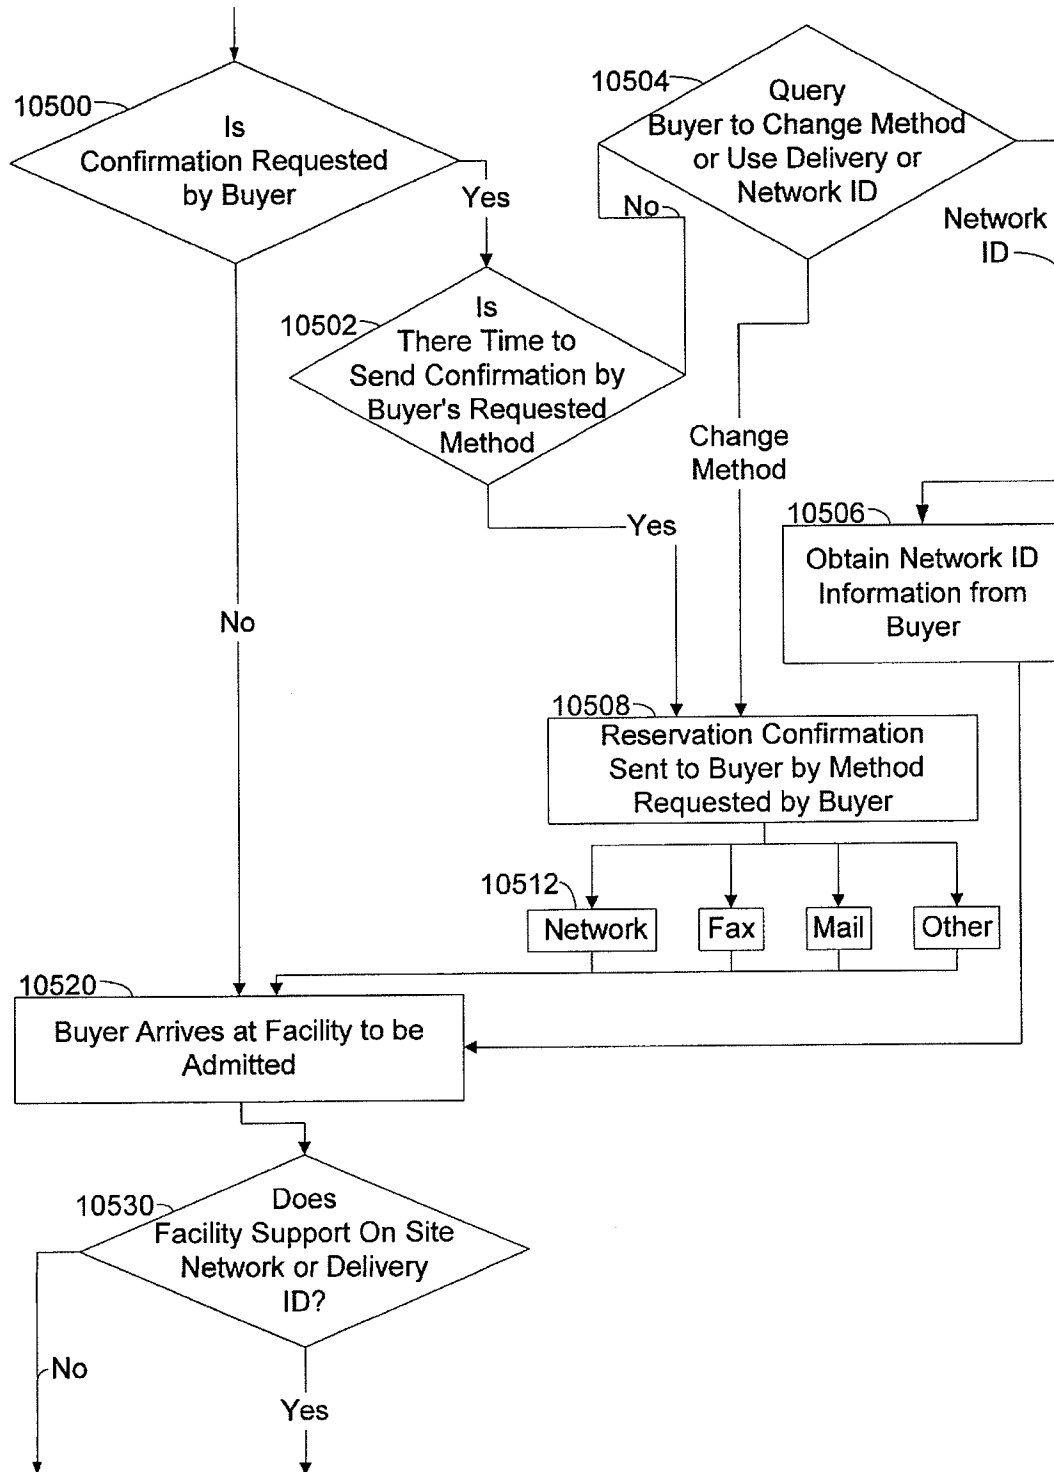 10500
Is
Confirmation Requested
by Buyer
Yes
No
10502
Is
There Time to
Send Confirmation by
Buyer's Requested
Method
No
Yes
10504
Query
Buyer to Change Method
or Use Delivery or
Network ID
Network
ID
Change
Method
10506
Obtain Network ID
Information from
Buyer
10508
Reservation Confirmation
Sent to Buyer by Method
Requested by Buyer
10512
Network
Fax
Mail
Other
10520
Buyer Arrives at Facility to be
Admitted
10530
Does
Facility Support On Site
Network or Delivery
ID?
No
Yes